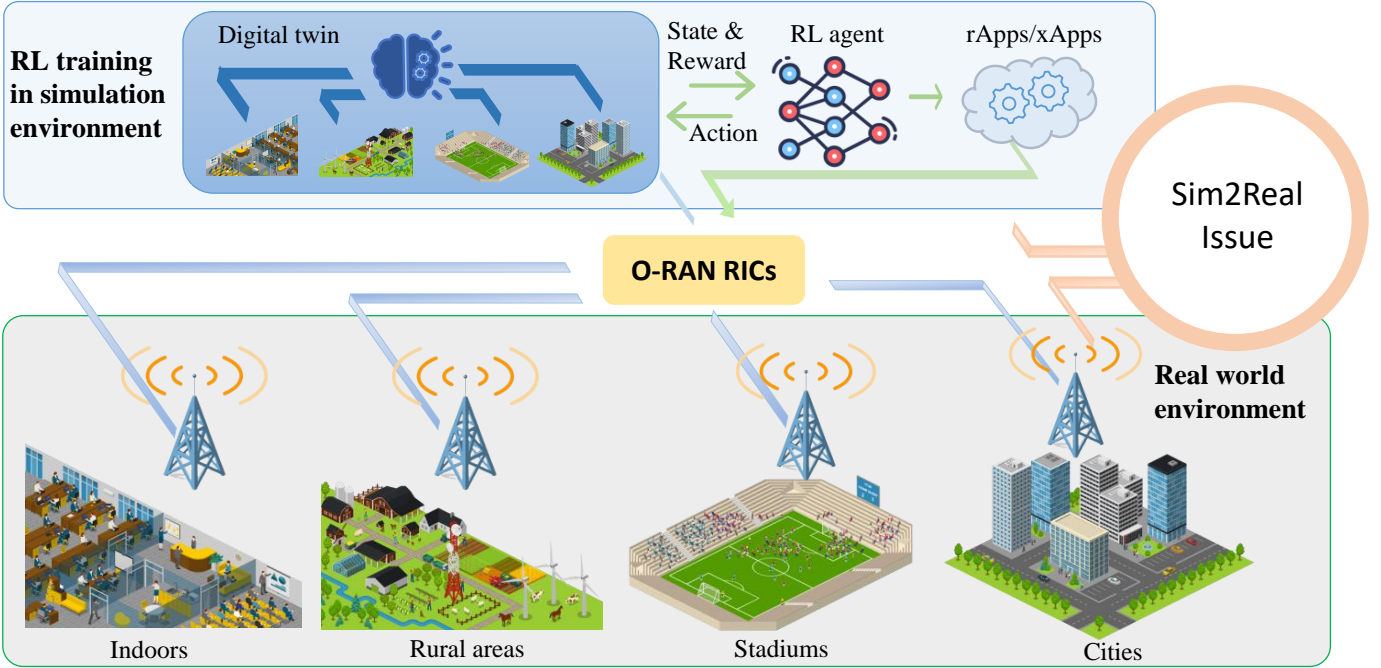 RL training
in simulation
environment
Digital twin
State &
Reward
Action
RL agent
rApps/xApps
Sim2Real
Issue
O-RAN RICs
Real world
environment
Indoors
Rural areas
Stadiums
Cities